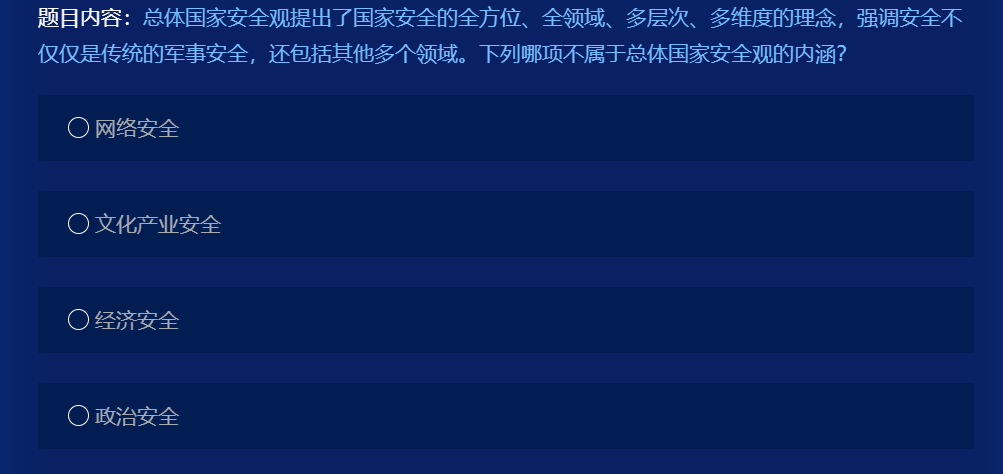 题目内容：总体国家安全观提出了国家安全的全方位、全领域、多层次、多维度的理念，强调安全不
仅仅是传统的军事安全，还包括其他多个领域。下列哪项不属于总体国家安全观的内涵？
网络安全
文化产业安全
经济安全
政治安全